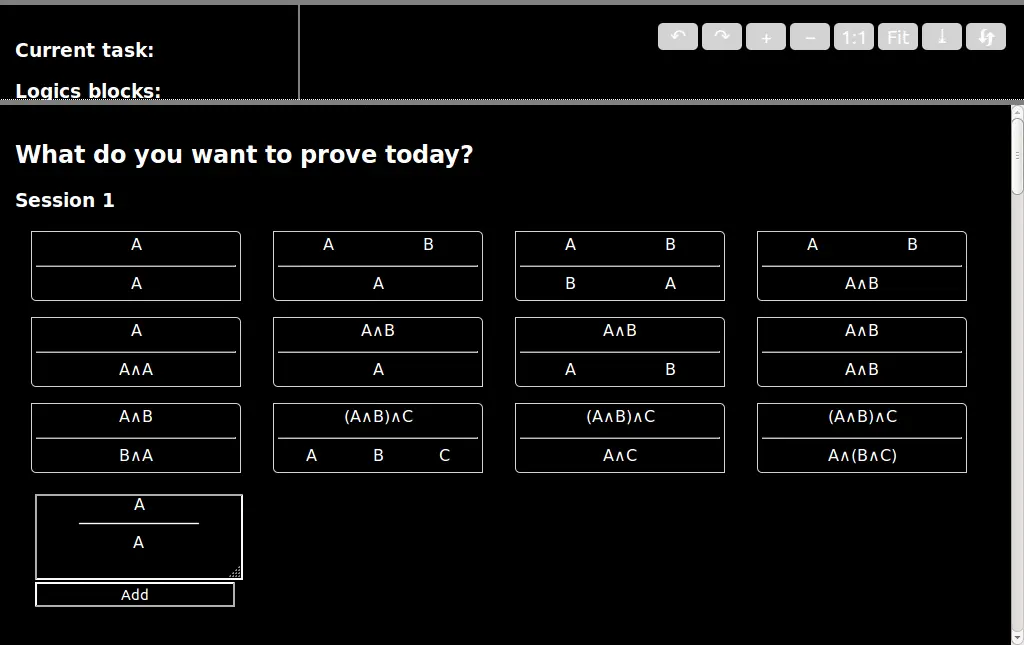 Current task:
↶ ↷ + − 1:1 Fit ⤓
Logics blocks:
What do you want to prove today?
Session 1
A A B A B A B
A A B A A∧B
A A∧B A∧B A∧B
A∧A A A B A∧B
A∧B (A∧B)∧C (A∧B)∧C (A∧B)∧C
B∧A A B C A∧C A∧(B∧C)
A
A
Add